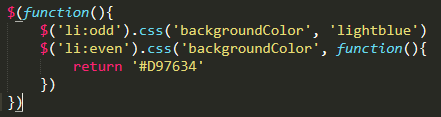 $(function(){
    $('li:odd').css('backgroundColor', 'lightblue')
    $('li:even').css('backgroundColor', function(){
        return '#D97634'
    })
})